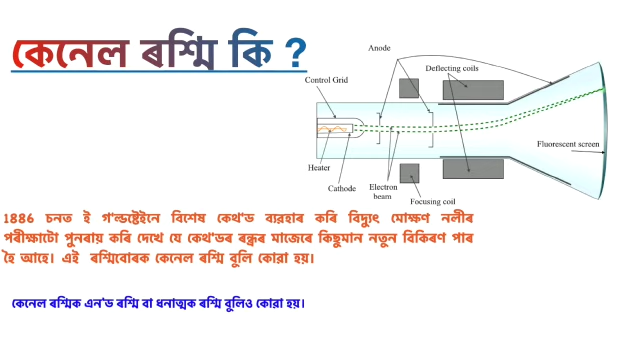 কেনেল ৰশ্মি কি ?
Anode
Deflecting coils
Control Grid
Fluorescent screen
Heater
Cathode
Electron
beam
Focusing coil
1886 চনত ই গ'ল্ডষ্টেইনে বিশেষ কেথ'ড ব্যৱহাৰ কৰি বিদ্যুৎ মোক্ষণ নলীৰ
পৰীক্ষাটো পুনৰায় কৰি দেখে যে কেথ'ডৰ ৰন্ধ্ৰৰ মাজেৰে কিছুমান নতুন বিকিৰণ পাৰ
হৈ আহে। এই ৰশ্মিবোৰক কেনেল ৰশ্মি বুলি কোৱা হয়।
কেনেল ৰশ্মিক এন'ড ৰশ্মি বা ধনাত্মক ৰশ্মি বুলিও কোৱা হয়।